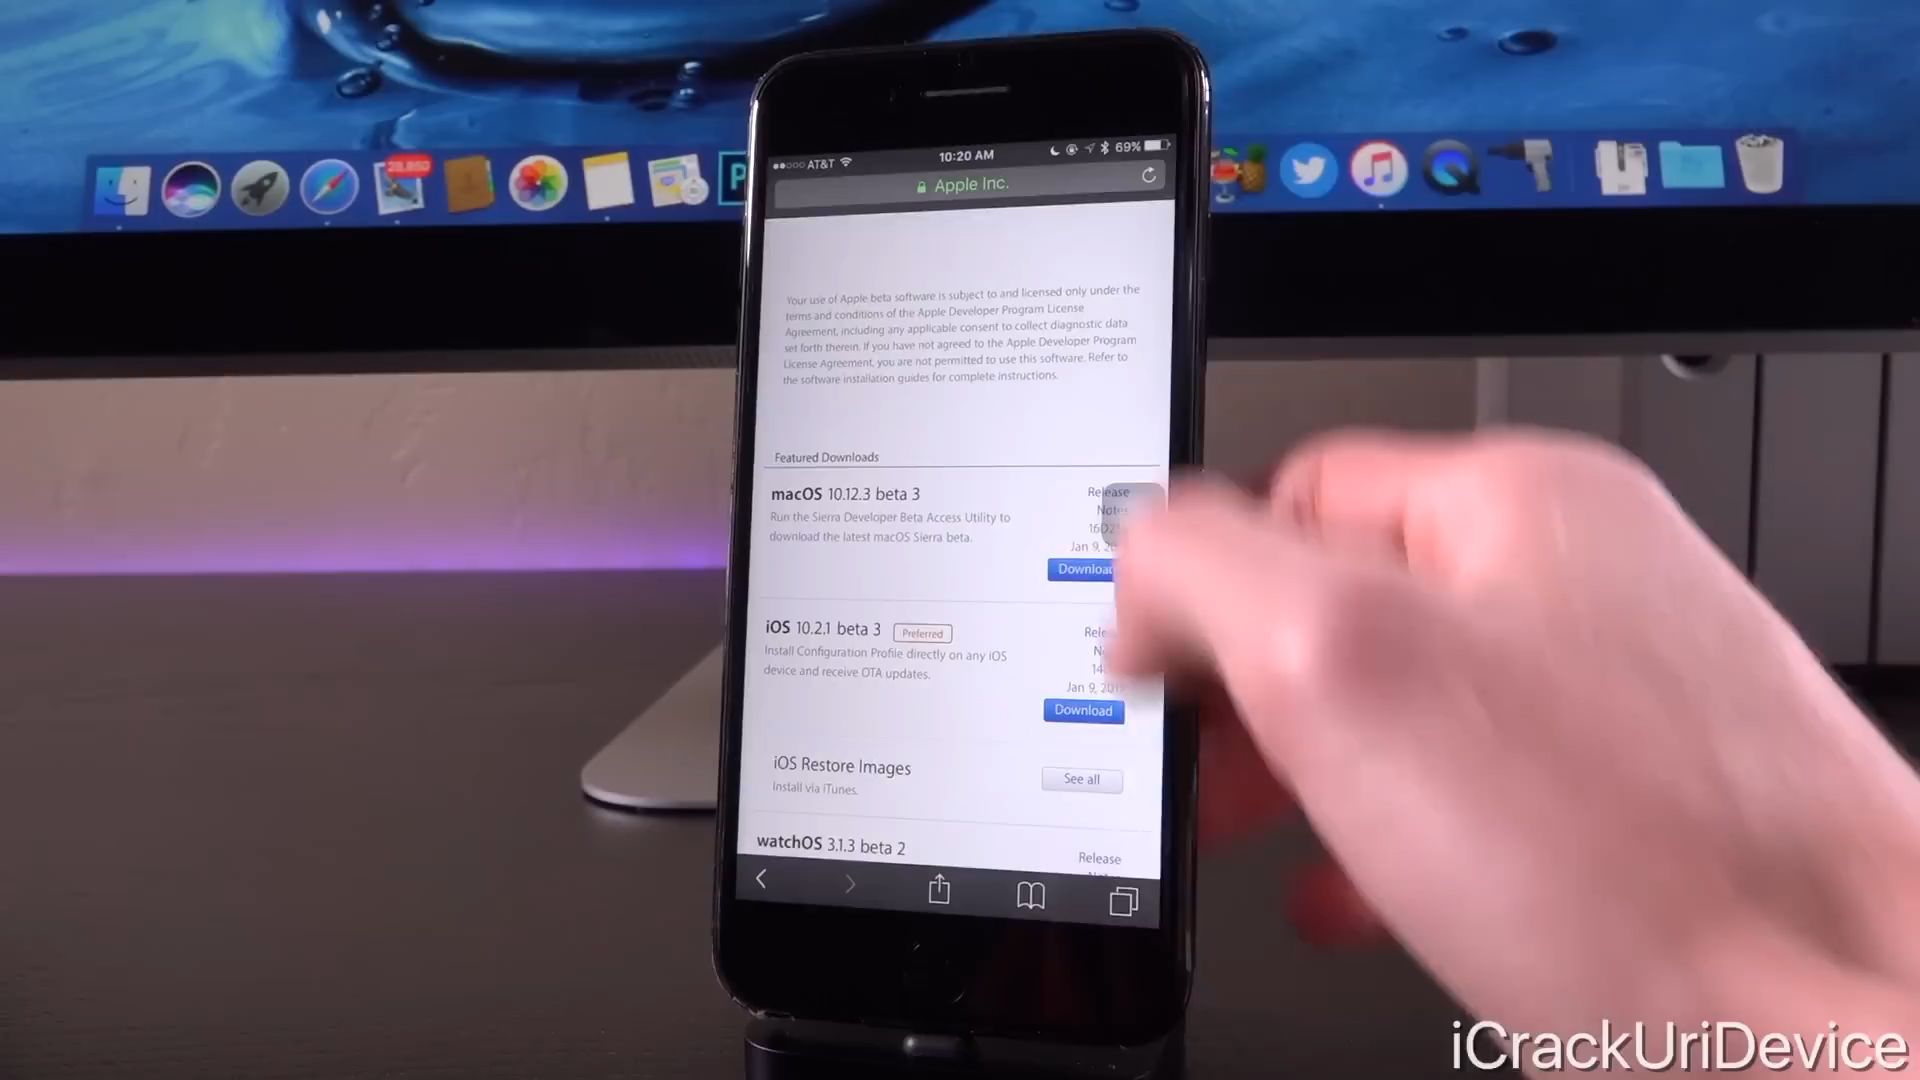 28,860
P
AT&T
10:20 AM
69%
Apple Inc.
Your use of Apple beta software is subject to and licensed only under the
terms and conditions of the Apple Developer Program License
Agreement, including any applicable consent to collect diagnostic data
set forth therein. If you have not agreed to the Apple Developer Program
License Agreement, you are not permitted to use this software. Refer to
the software installation guides for complete instructions.
Featured Downloads
macOS 10.12.3 beta 3
Run the Sierra Developer Beta Access Utility to
download the latest macOS Sierra beta.
Release
Notes
Jan 9,
Download
iOS 10.2.1 beta 3 Preferred
Install Configuration Profile directly on any iOS
device and receive OTA updates.
Jan 9,
Download
iOS Restore Images
Install via iTunes.
See all
watchOS 3.1.3 beta 2
Release
iCrackUriDevice